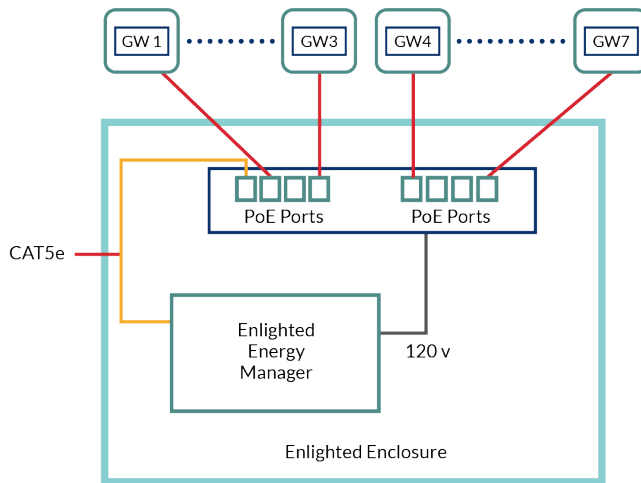 GW 1
GW3
GW4
GW7
PoE Ports
PoE Ports
CAT5e
Enlighted
Energy
Manager
120 v
Enlighted Enclosure